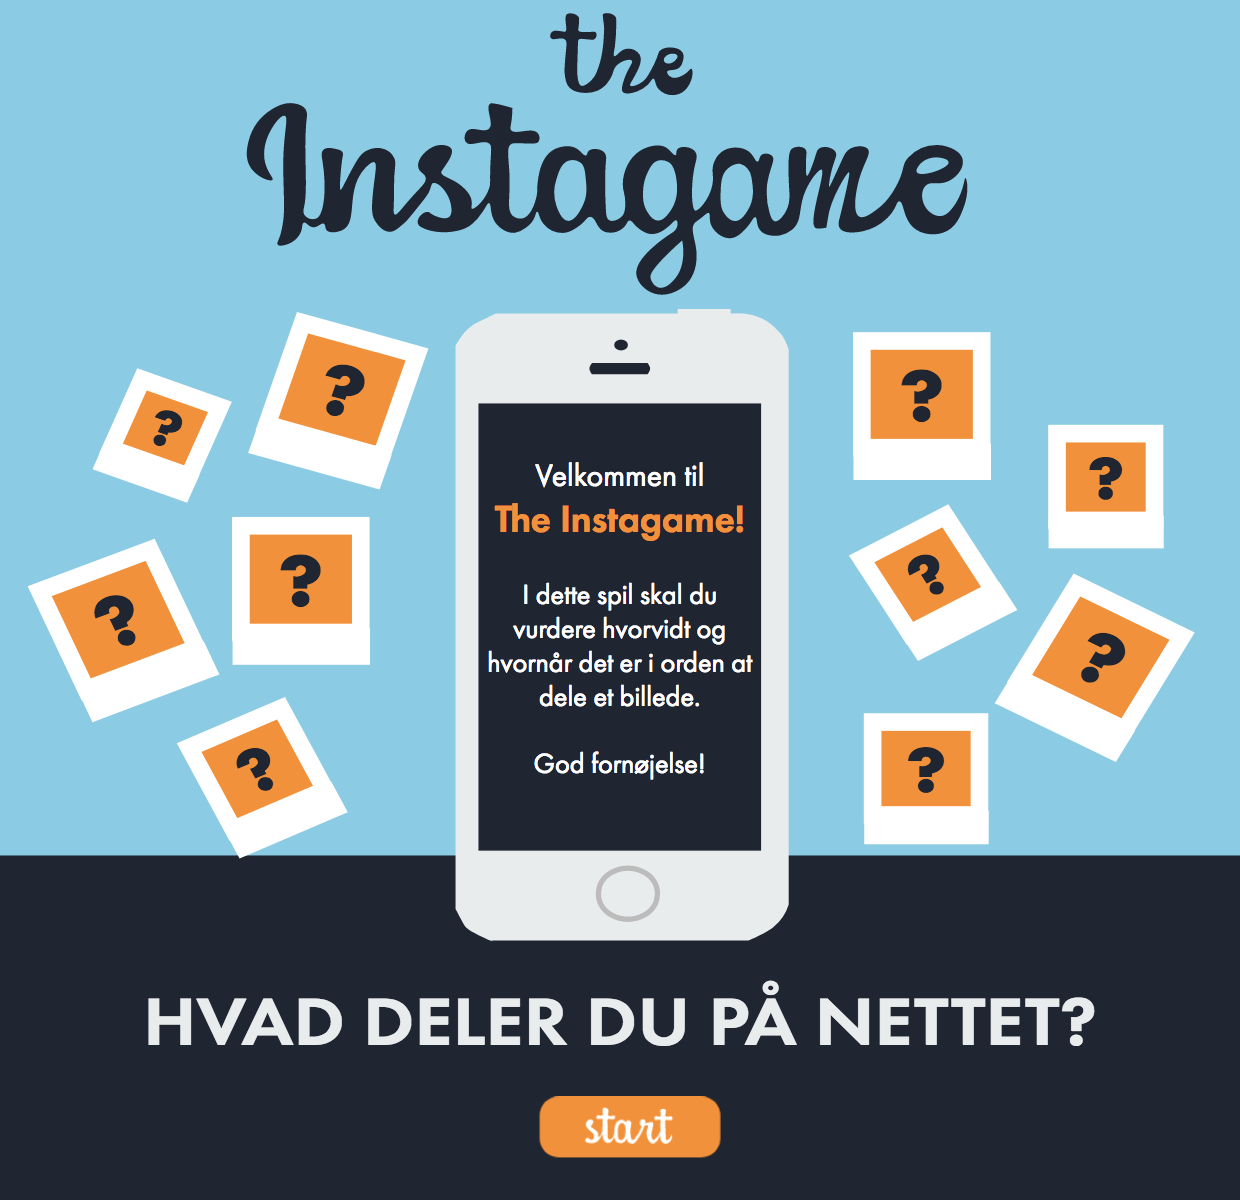 the
Instagame
?
?
?
?
?
?
?
?
?
?
Velkommen til
The Instagame!
I dette spil skal du
vurdere hvorvidt og
hvornår det er i orden at
dele et billede.
God fornøjelse!
HVAD DELER DU PÅ NETTET?
start